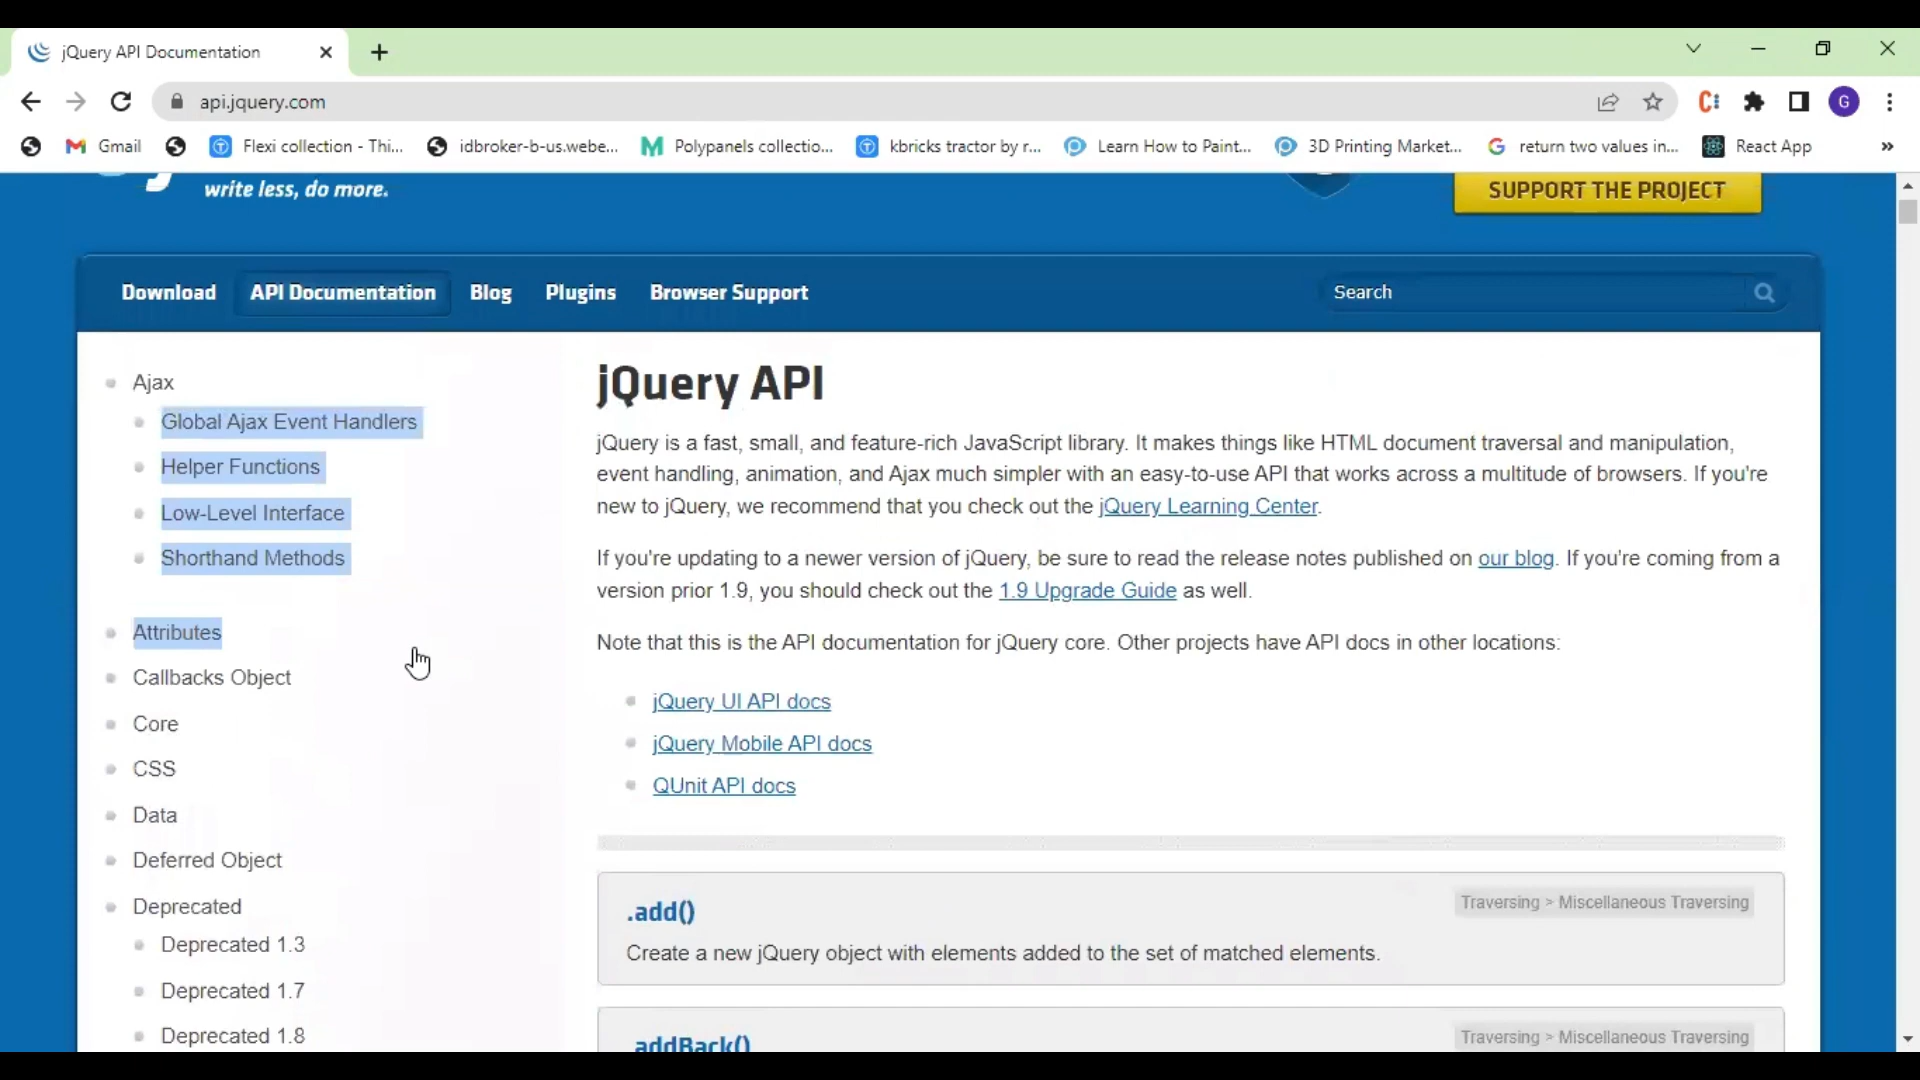 jQuery API Documentation
api.jquery.com
G
Gmail
Flexi collection - Thi...
idbroker-b-us.webe...
Polypanels collectio...
kbricks tractor by r...
Learn How to Paint...
3D Printing Market...
return two values in...
React App
write less, do more.
SUPPORT THE PROJECT
Download
API Documentation
Blog
Plugins
Browser Support
Search
Ajax
Global Ajax Event Handlers
Helper Functions
Low-Level Interface
Shorthand Methods
Attributes
Callbacks Object
Core
CSS
Data
Deferred Object
Deprecated
Deprecated 1.3
Deprecated 1.7
Deprecated 1.8
jQuery API
jQuery is a fast, small, and feature-rich JavaScript library. It makes things like HTML document traversal and manipulation,
event handling, animation, and Ajax much simpler with an easy-to-use API that works across a multitude of browsers. If you're
new to jQuery, we recommend that you check out the jQuery Learning Center.
If you're updating to a newer version of jQuery, be sure to read the release notes published on our blog. If you're coming from a
version prior 1.9, you should check out the 1.9 Upgrade Guide as well.
Note that this is the API documentation for jQuery core. Other projects have API docs in other locations:
jQuery UI API docs
jQuery Mobile API docs
QUnit API docs
.add()
Traversing > Miscellaneous Traversing
Create a new jQuery object with elements added to the set of matched elements.
.addBack()
Traversing > Miscellaneous Traversing